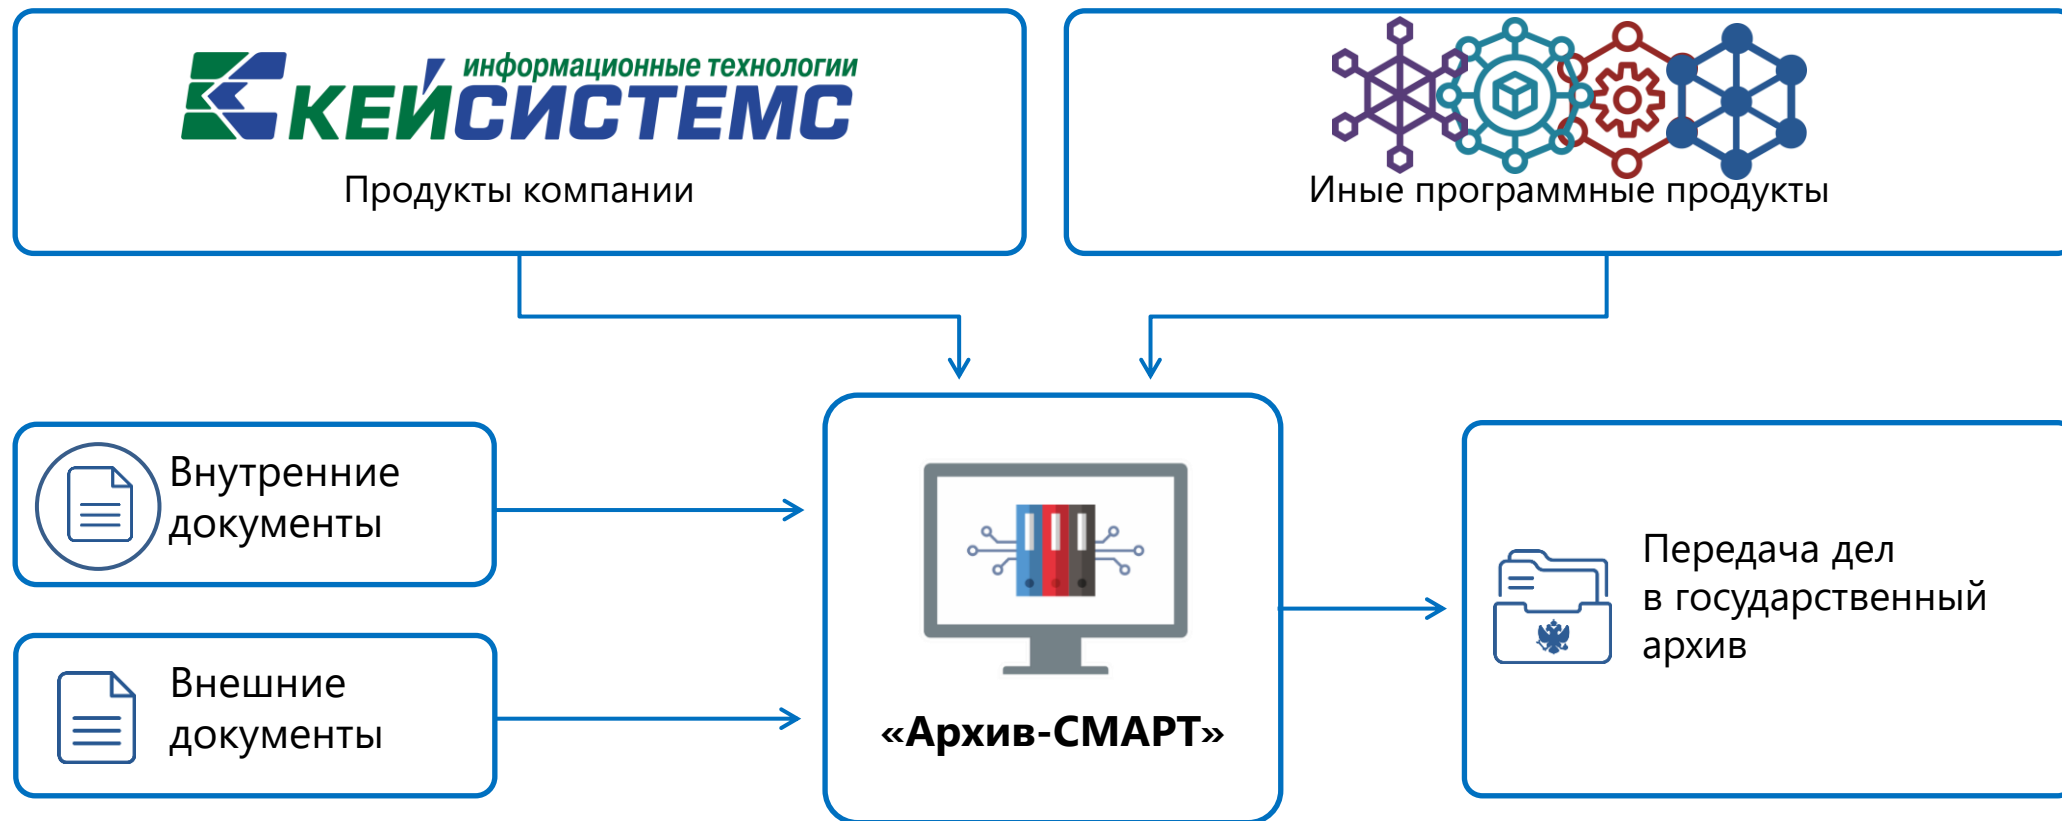 информационные технологии
КЕЙСИСТЕМС
Продукты компании
Иные программные продукты
Внутренние
документы
Внешние
документы
«Архив-СМАРТ»
Передача дел
в государственный
архив